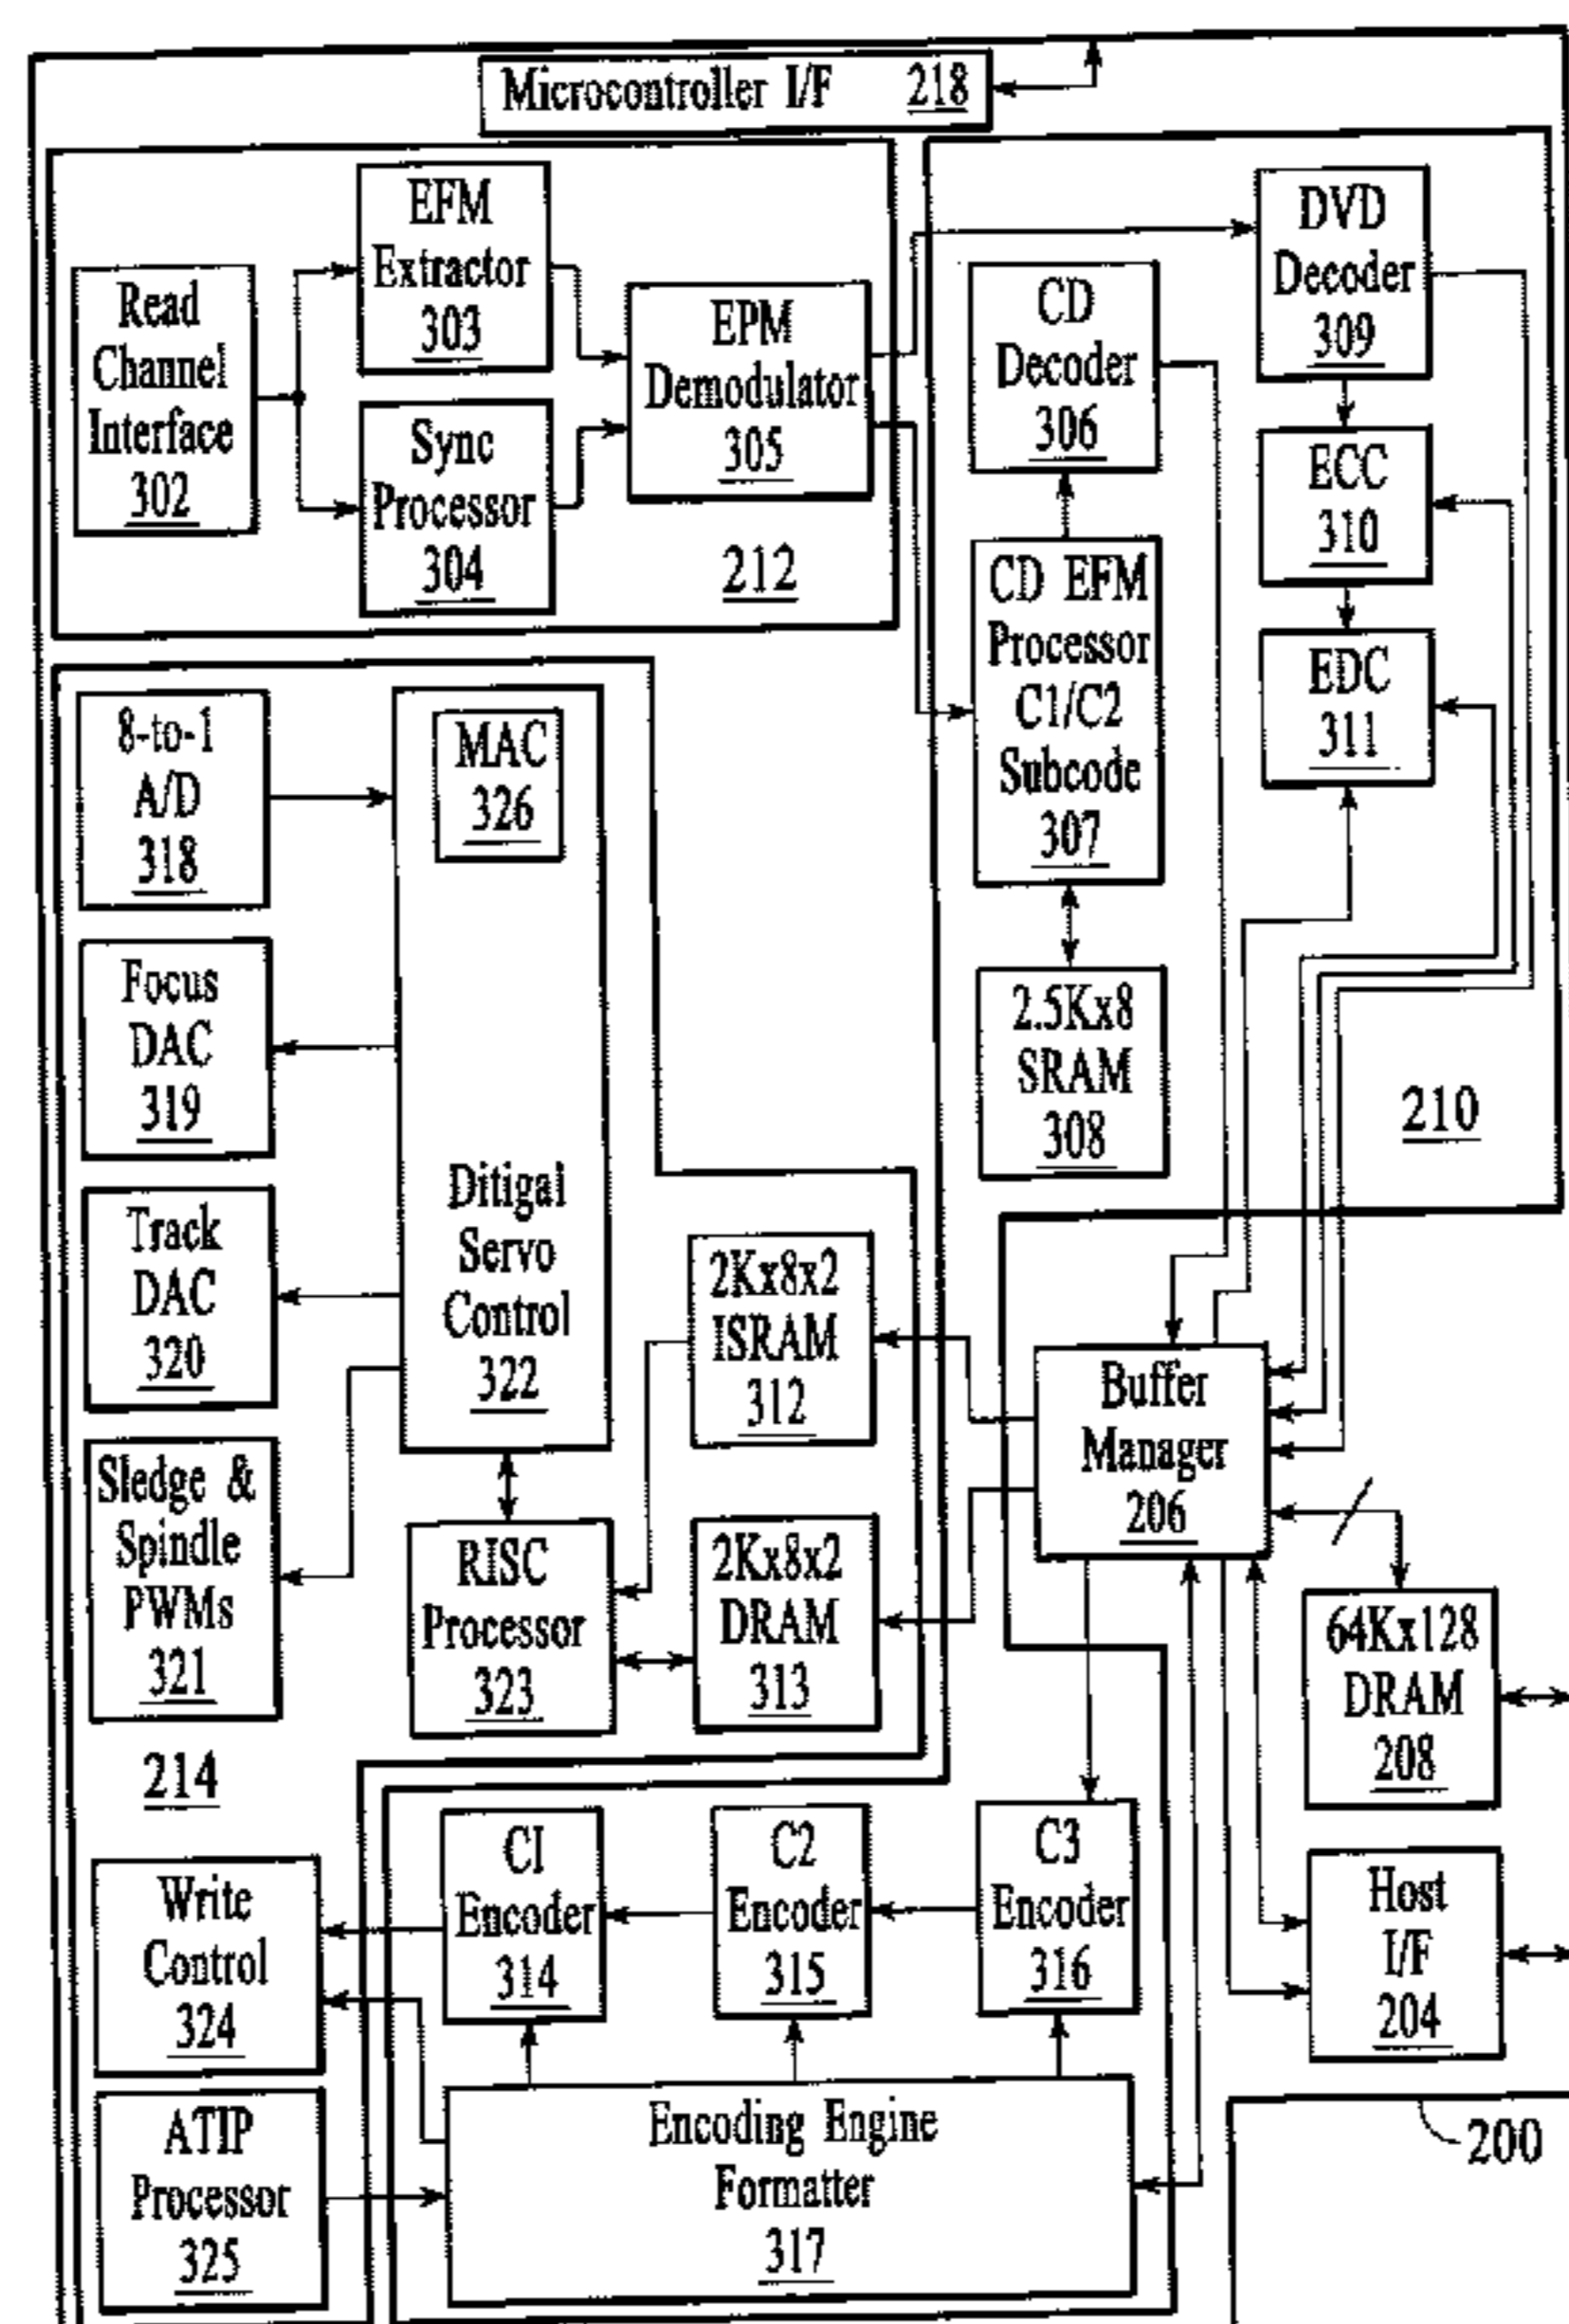 Microcontroller I/F 218
Read
Channel
Interface
302
EFM
Extractor
303
Sync
Processor
304
EPM
Demodulator
305
212
CD
Decoder
306
DVD
Decoder
309
ECC
310
EDC
311
CD EFM
Processor
C1/C2
Subcode
307
2.5Kx8
SRAM
308
210
8-to-1
A/D
318
MAC
326
Focus
DAC
319
Track
DAC
320
Ditigal
Servo
Control
322
Sledge &
Spindle
PWMs
321
RISC
Processor
323
2Kx8x2
ISRAM
312
2Kx8x2
DRAM
313
Buffer
Manager
206
64Kx128
DRAM
208
214
Write
Control
324
CI
Encoder
314
C2
Encoder
315
C3
Encoder
316
Host
I/F
204
ATIP
Processor
325
Encoding Engine
Formatter
317
200